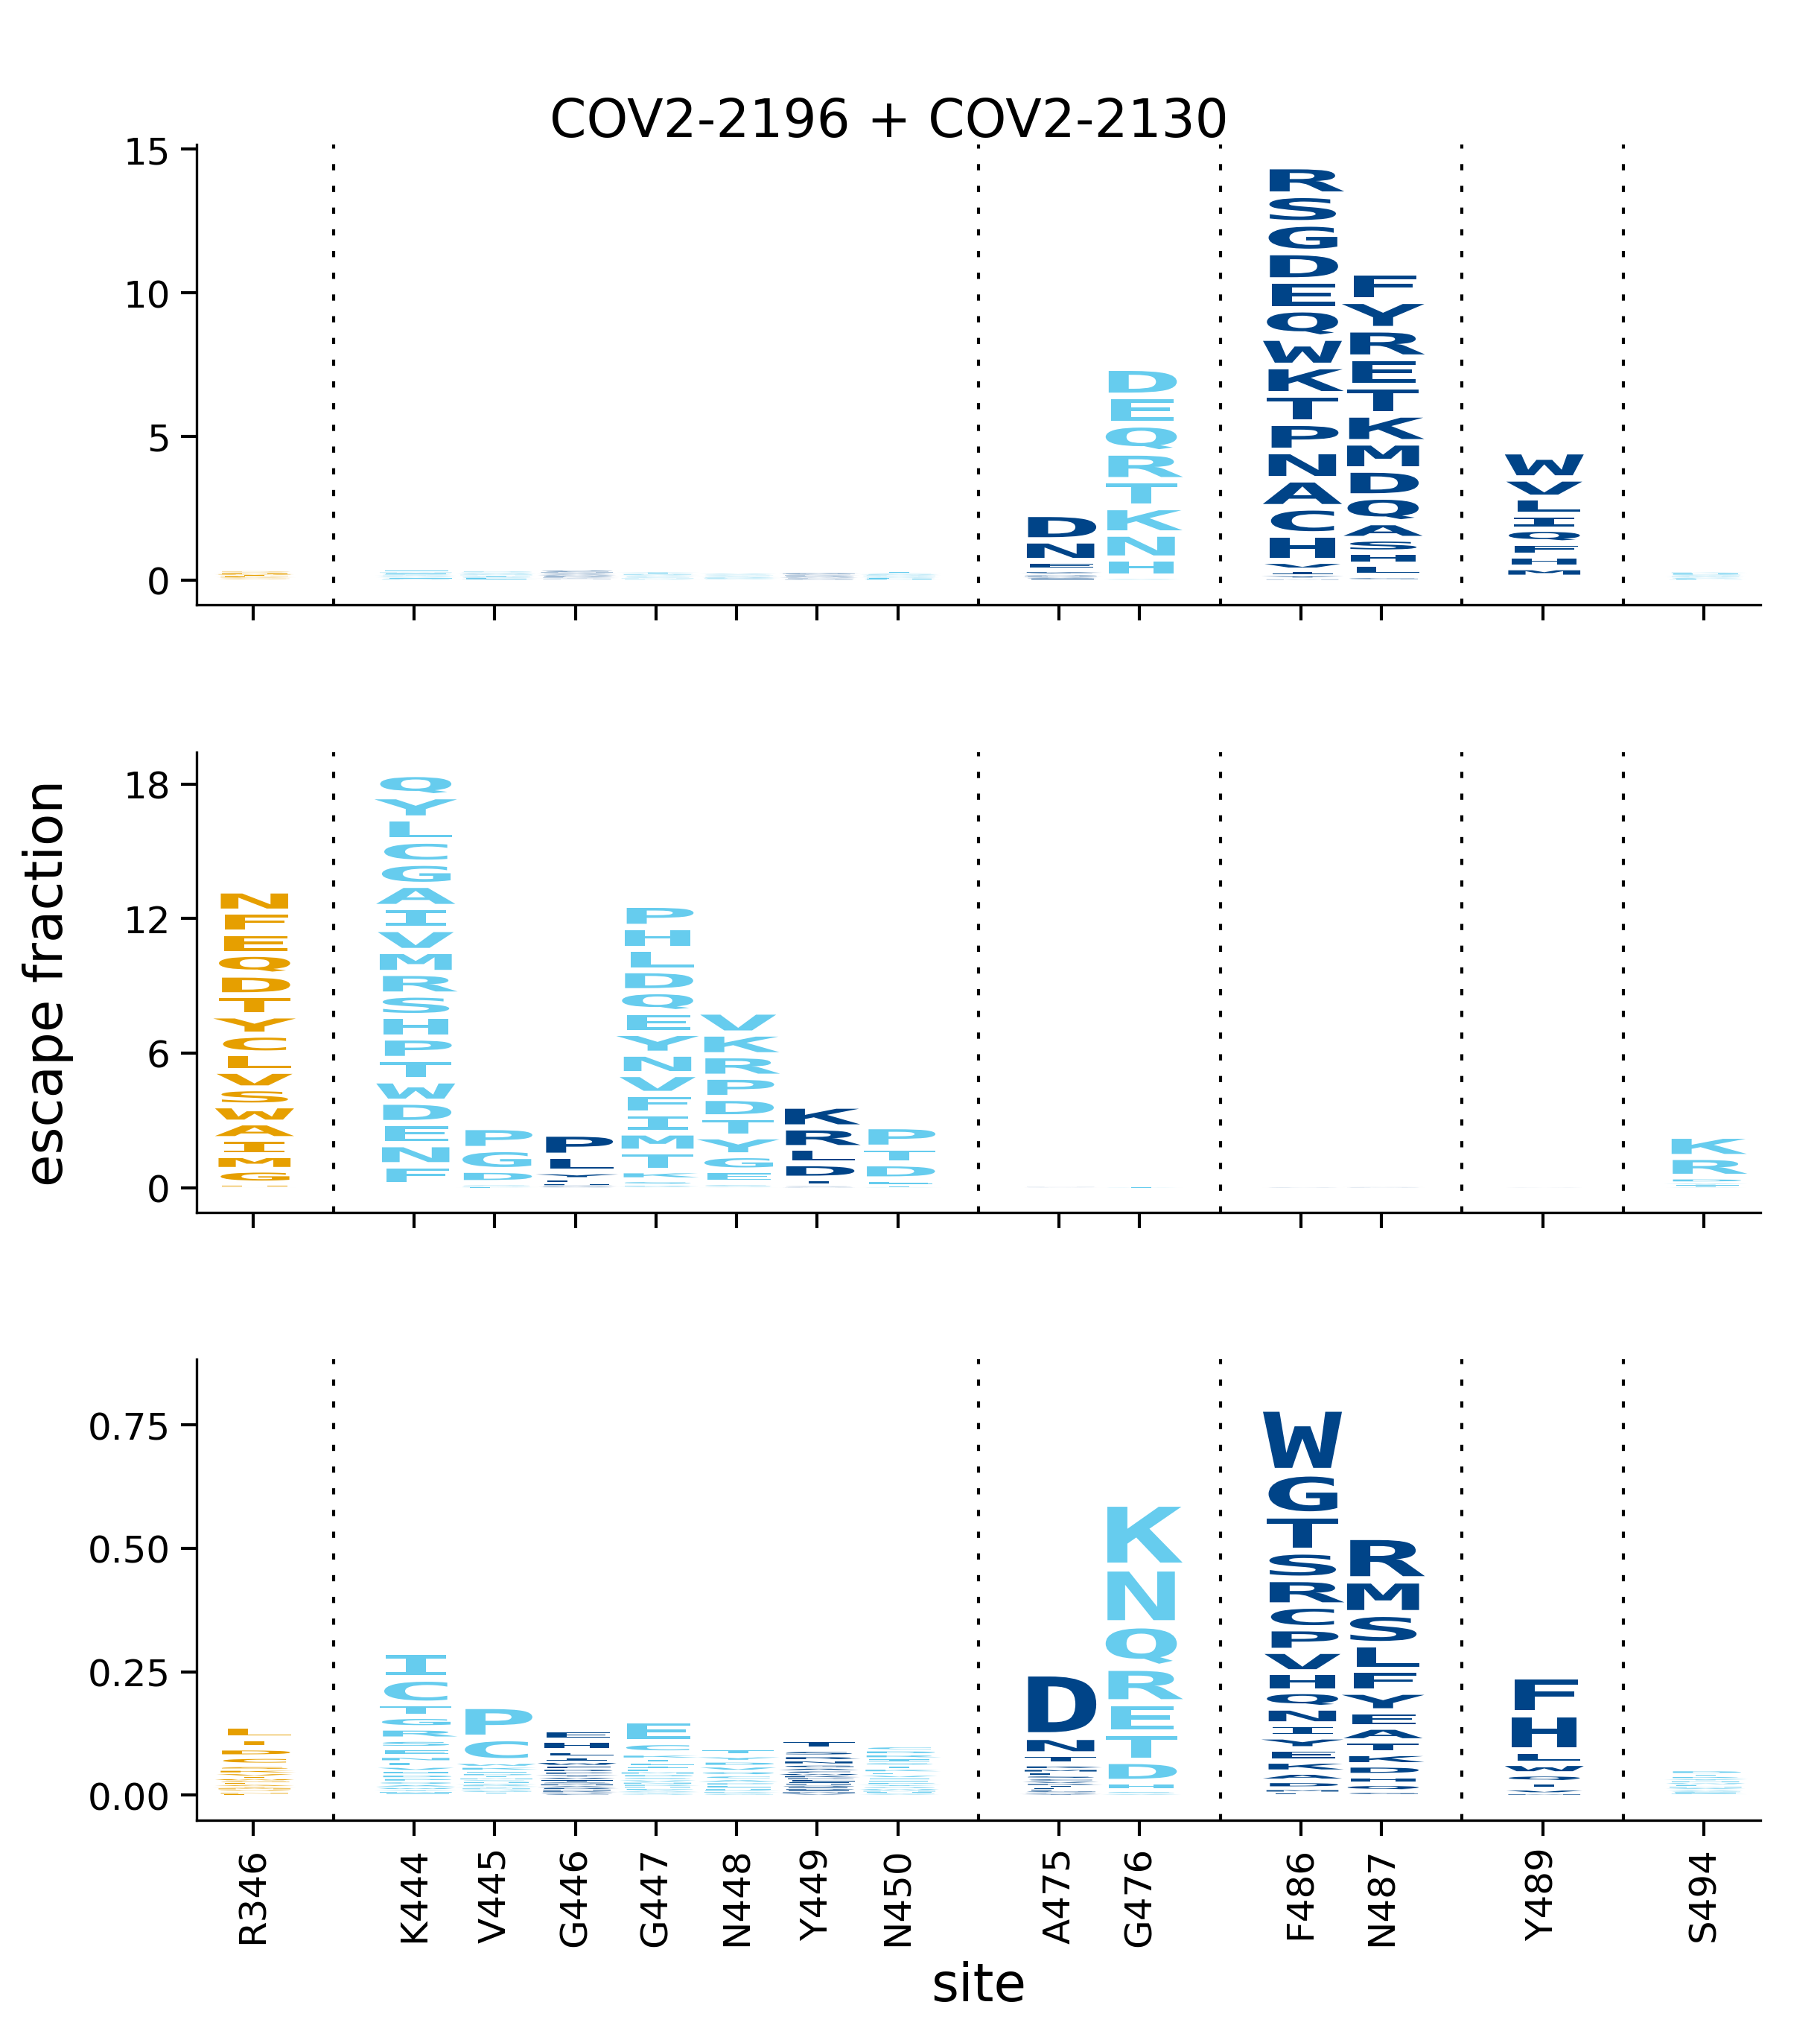 COV2-2196 + COV2-2130
15
10
5
0
R
S
G
D
E
Q
W
K
T
P
N
A
C
H
F
Y
R
E
T
K
M
D
Q
A
S
H
L
D
E
Q
R
T
K
N
H
D
N
W
V
L
I
Q
F
H
M
escape fraction
18
12
6
0
N
F
E
Q
D
T
Y
C
L
V
S
W
A
I
M
G
Q
Y
L
C
G
A
I
V
M
R
S
H
P
T
W
D
E
N
F
P
G
D
P
L
P
H
L
D
Q
E
Y
N
V
F
I
M
T
K
V
K
R
P
D
T
Y
G
E
K
R
L
D
P
I
D
L
K
R
0.75
0.50
0.25
0.00
I
C
T
G
R
P
C
E
D
N
K
N
Q
R
E
T
D
H
W
G
T
S
R
C
P
V
H
Q
N
I
Y
E
K
A
R
M
S
L
F
Y
E
A
T
K
D
H
Q
F
H
L
W
R346 K444 V445 G446 G447 N448 Y449 N450 A475 G476 F486 N487 Y489 S494
site